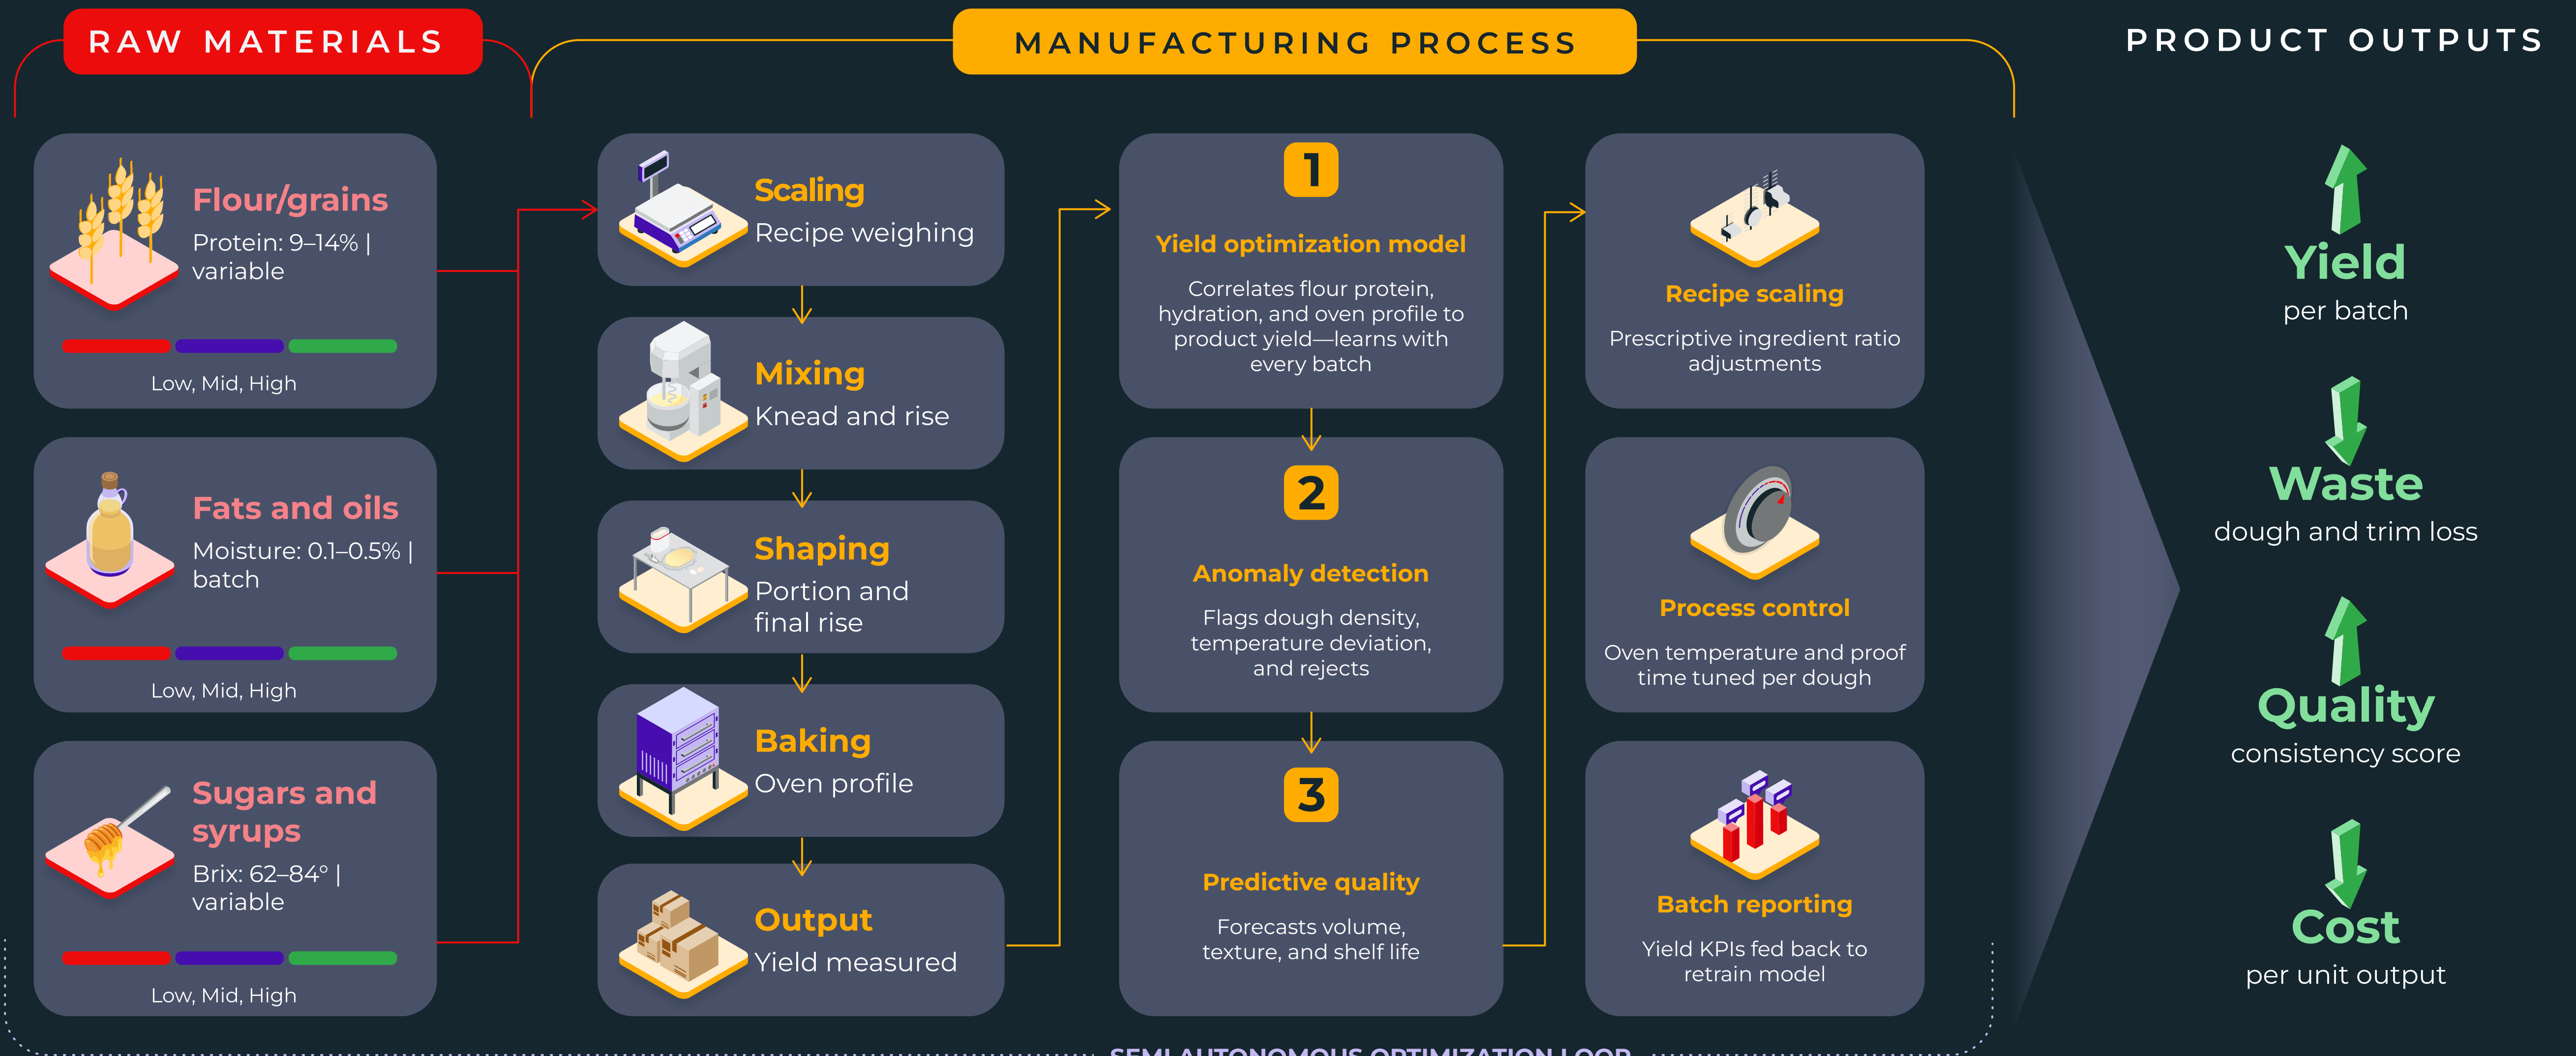 RAW MATERIALS
MANUFACTURING PROCESS
PRODUCT OUTPUTS
Flour/grains
Protein: 9–14% |
variable
Low, Mid, High
Fats and oils
Moisture: 0.1–0.5% |
batch
Low, Mid, High
Sugars and
syrups
Brix: 62–84° |
variable
Low, Mid, High
Scaling
Recipe weighing
Mixing
Knead and rise
Shaping
Portion and
final rise
Baking
Oven profile
Output
Yield measured
1
Yield optimization model
Correlates flour protein,
hydration, and oven profile to
product yield—learns with
every batch
2
Anomaly detection
Flags dough density,
temperature deviation,
and rejects
3
Predictive quality
Forecasts volume,
texture, and shelf life
Recipe scaling
Prescriptive ingredient ratio
adjustments
Process control
Oven temperature and proof
time tuned per dough
Batch reporting
Yield KPIs fed back to
retrain model
Yield
per batch
Waste
dough and trim loss
Quality
consistency score
Cost
per unit output
SEMI AUTONOMOUS OPTIMIZATION LOOP